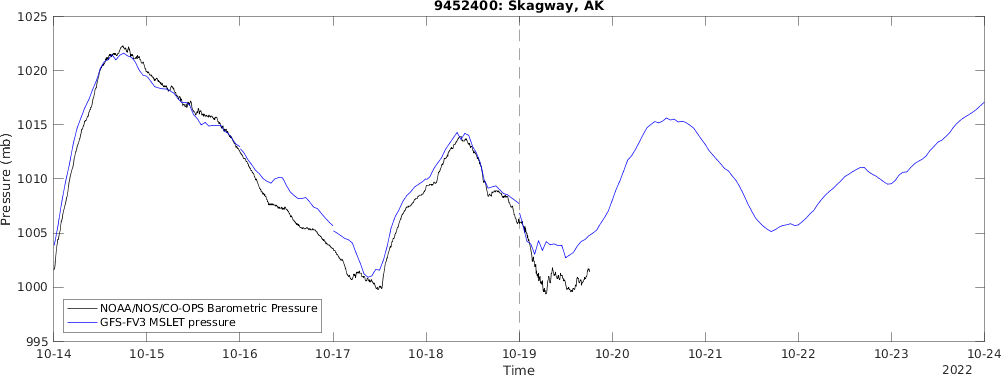 9452400: Skagway, AK
Pressure (mb)
1025
1020
1015
1010
1005
1000
995
NOAA/NOS/CO-OPS Barometric Pressure
GFS-FV3 MSLET pressure
10-14 10-15 10-16 10-17 10-18 10-19 10-20 10-21 10-22 10-23 10-24
Time
2022